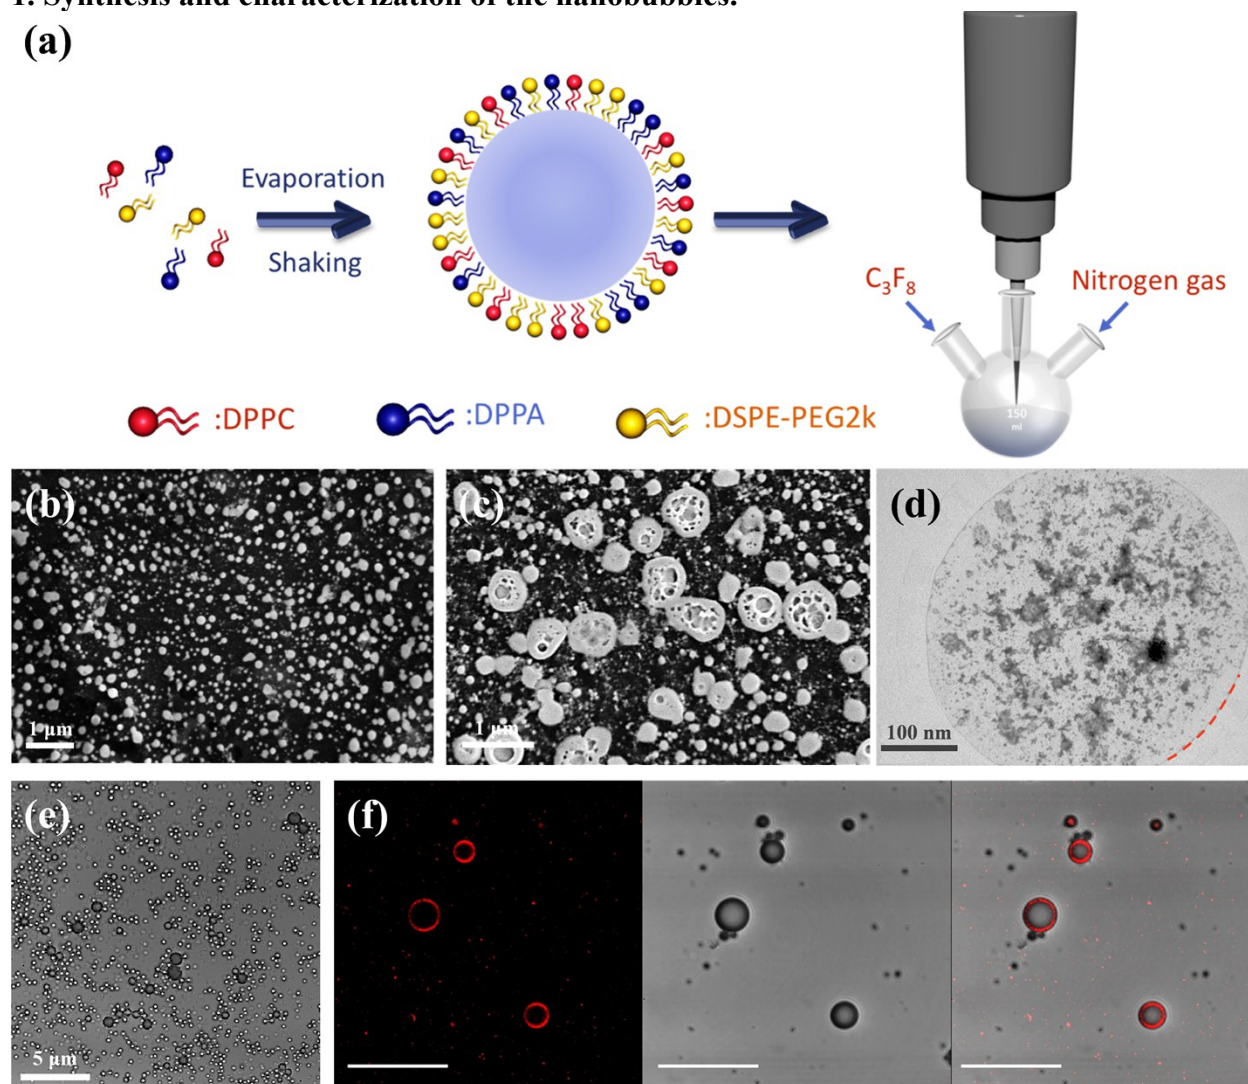 1. Synthesis and characterization of the nanobubbles.
(a)
Evaporation
Shaking
C₃F₈
Nitrogen gas
150
ml
:DPPC
:DPPA
:DSPE-PEG2k
(b)
1 μm
(c)
1 μm
(d)
100 nm
(e)
5 μm
(f)